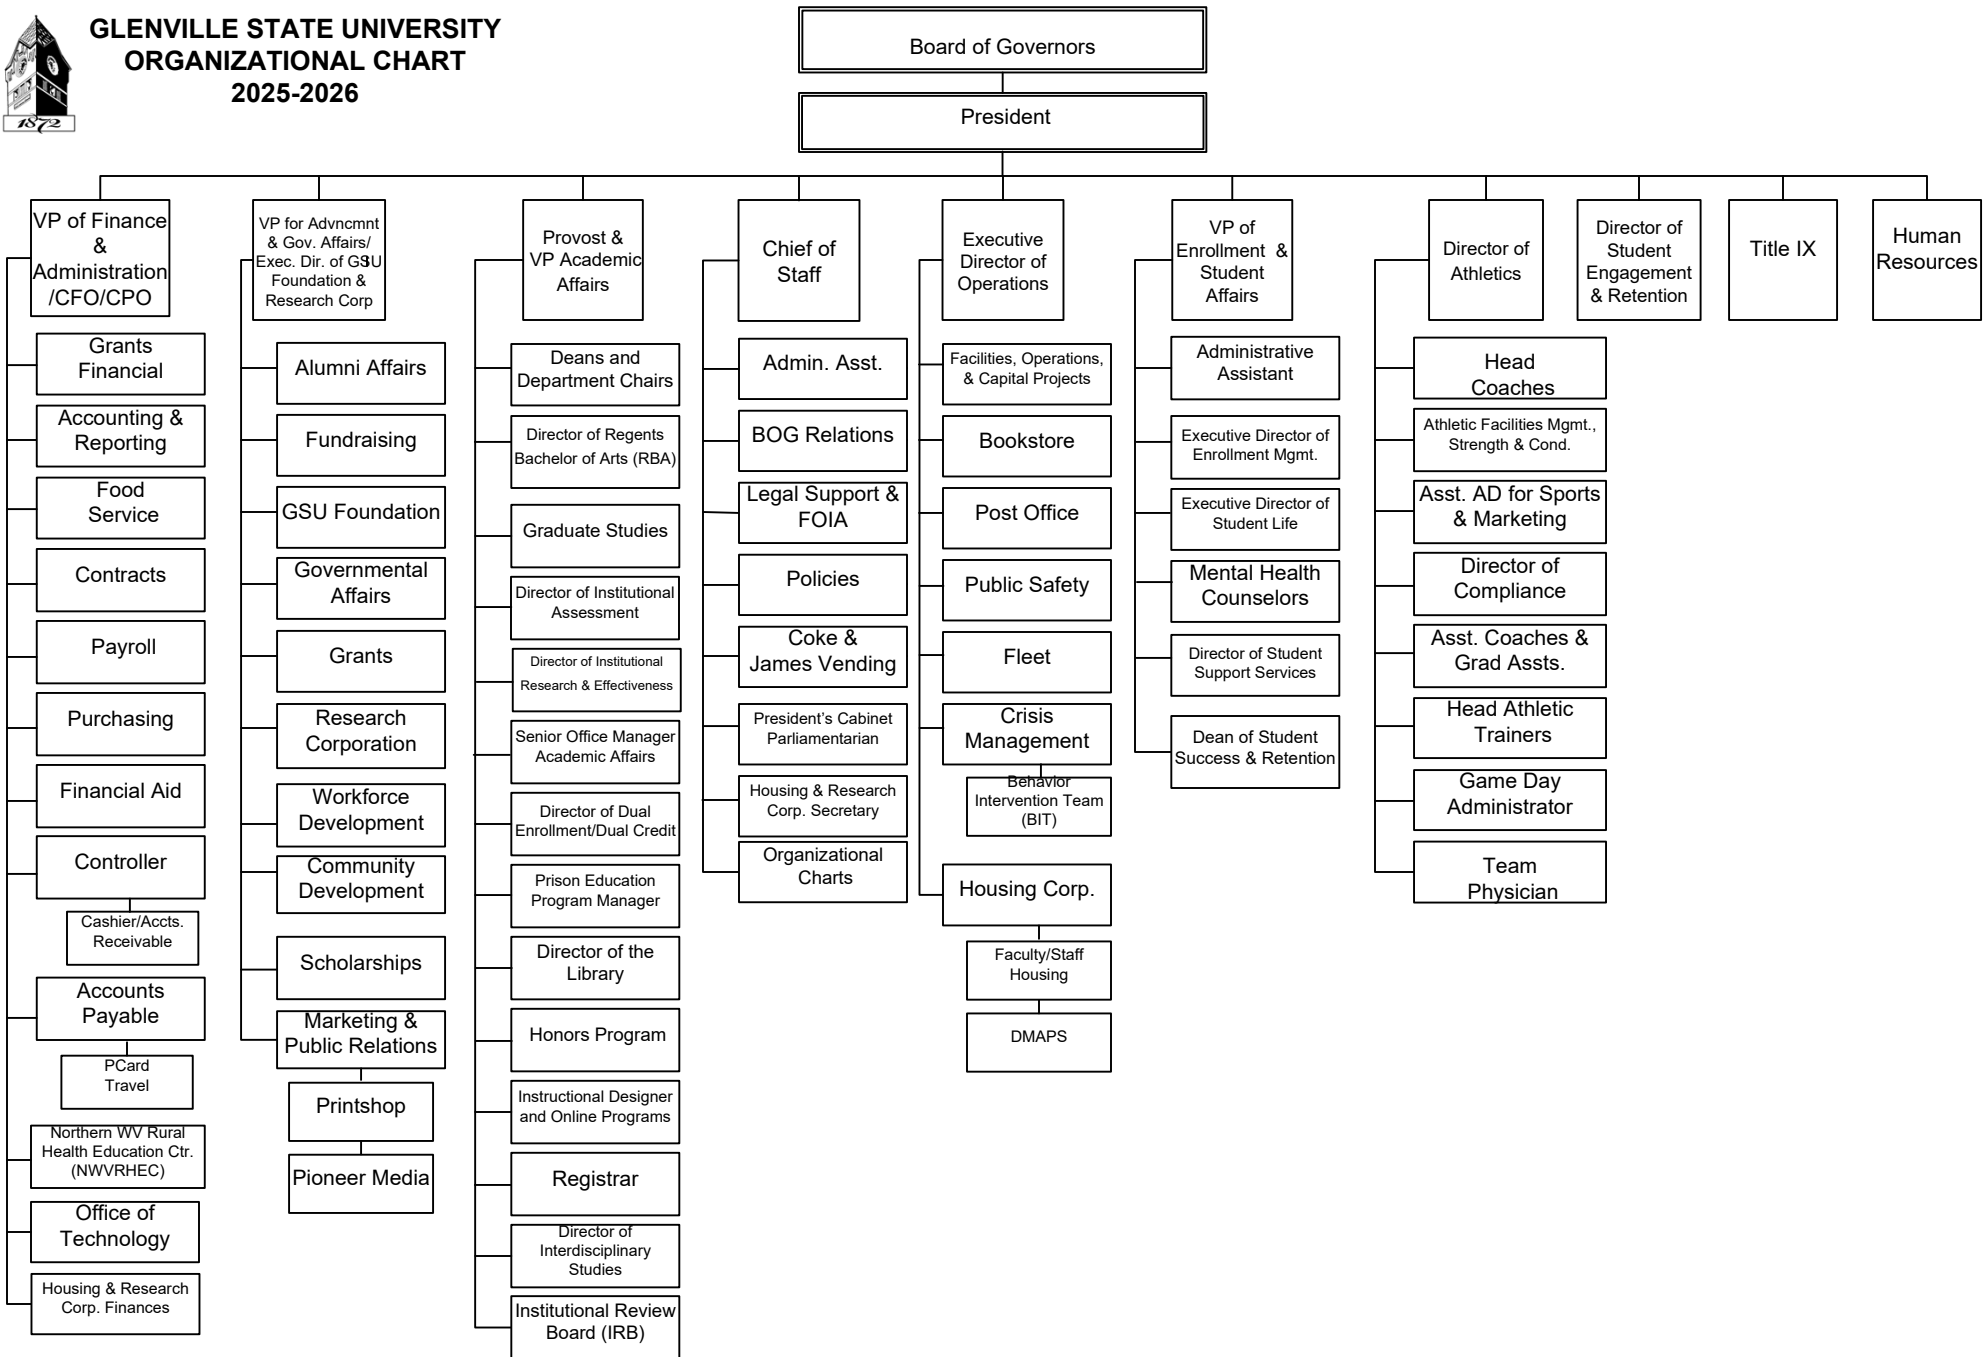 GLENVILLE STATE UNIVERSITY
ORGANIZATIONAL CHART
2025-2026
1872
Board of Governors
President
VP of Finance
&
Administration
/CFO/CPO
Grants
Financial
Accounting &
Reporting
Food
Service
Contracts
Payroll
Purchasing
Financial Aid
Controller
Cashier/Accts.
Receivable
Accounts
Payable
PCard
Travel
Northern WV Rural
Health Education Ctr.
(NWVRHEC)
Office of
Technology
Housing & Research
Corp. Finances
VP for Advncmnt
& Gov. Affairs/
Exec. Dir. of GSU
Foundation &
Research Corp
Alumni Affairs
Fundraising
GSU Foundation
Governmental
Affairs
Grants
Research
Corporation
Workforce
Development
Community
Development
Scholarships
Marketing &
Public Relations
Printshop
Pioneer Media
Provost &
VP Academic
Affairs
Deans and
Department Chairs
Director of Regents
Bachelor of Arts (RBA)
Graduate Studies
Director of Institutional
Assessment
Director of Institutional
Research & Effectiveness
Senior Office Manager
Academic Affairs
Director of Dual
Enrollment/Dual Credit
Prison Education
Program Manager
Director of the
Library
Honors Program
Instructional Designer
and Online Programs
Registrar
Director of
Interdisciplinary
Studies
Institutional Review
Board (IRB)
Chief of
Staff
Admin. Asst.
BOG Relations
Legal Support &
FOIA
Policies
Coke &
James Vending
President’s Cabinet
Parliamentarian
Housing & Research
Corp. Secretary
Organizational
Charts
Executive
Director of
Operations
Facilities, Operations,
& Capital Projects
Bookstore
Post Office
Public Safety
Fleet
Crisis
Management
Behavior
Intervention Team
(BIT)
Housing Corp.
Faculty/Staff
Housing
DMAPS
VP of
Enrollment &
Student
Affairs
Administrative
Assistant
Executive Director of
Enrollment Mgmt.
Executive Director of
Student Life
Mental Health
Counselors
Director of Student
Support Services
Dean of Student
Success & Retention
Director of
Athletics
Head
Coaches
Athletic Facilities Mgmt.,
Strength & Cond.
Asst. AD for Sports
& Marketing
Director of
Compliance
Asst. Coaches &
Grad Assts.
Head Athletic
Trainers
Game Day
Administrator
Team
Physician
Director of
Student
Engagement
& Retention
Title IX
Human
Resources